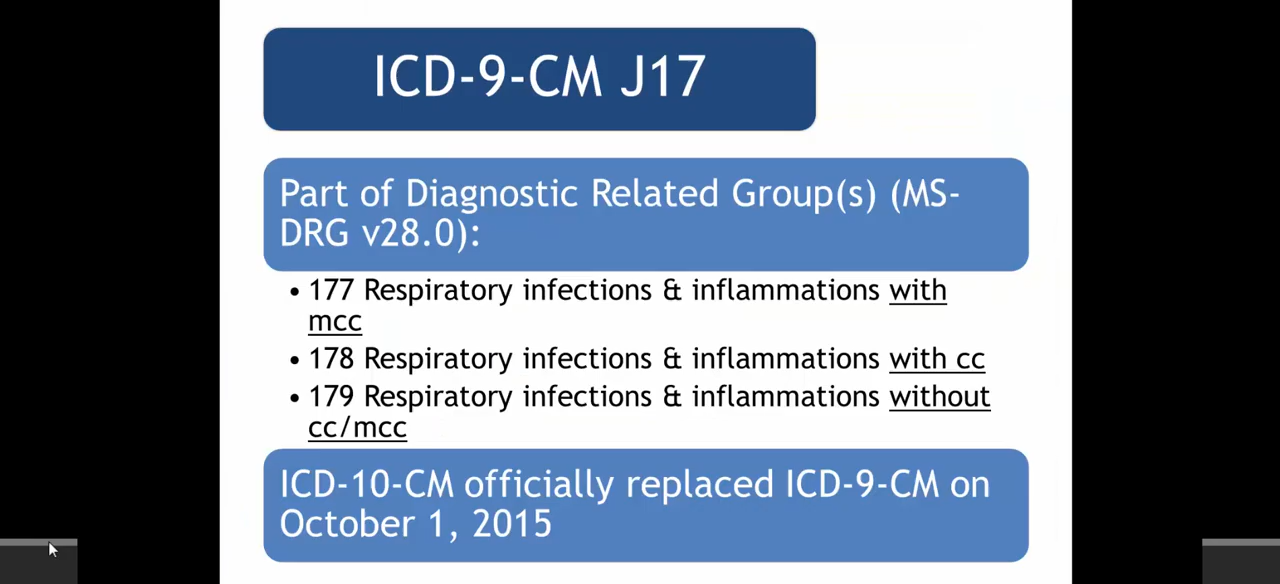 ICD-9-CM J17
Part of Diagnostic Related Group(s) (MS-
DRG v28.0):
• 177 Respiratory infections & inflammations with
mcc
• 178 Respiratory infections & inflammations with cc
• 179 Respiratory infections & inflammations without
cc/mcc
ICD-10-CM officially replaced ICD-9-CM on
October 1, 2015